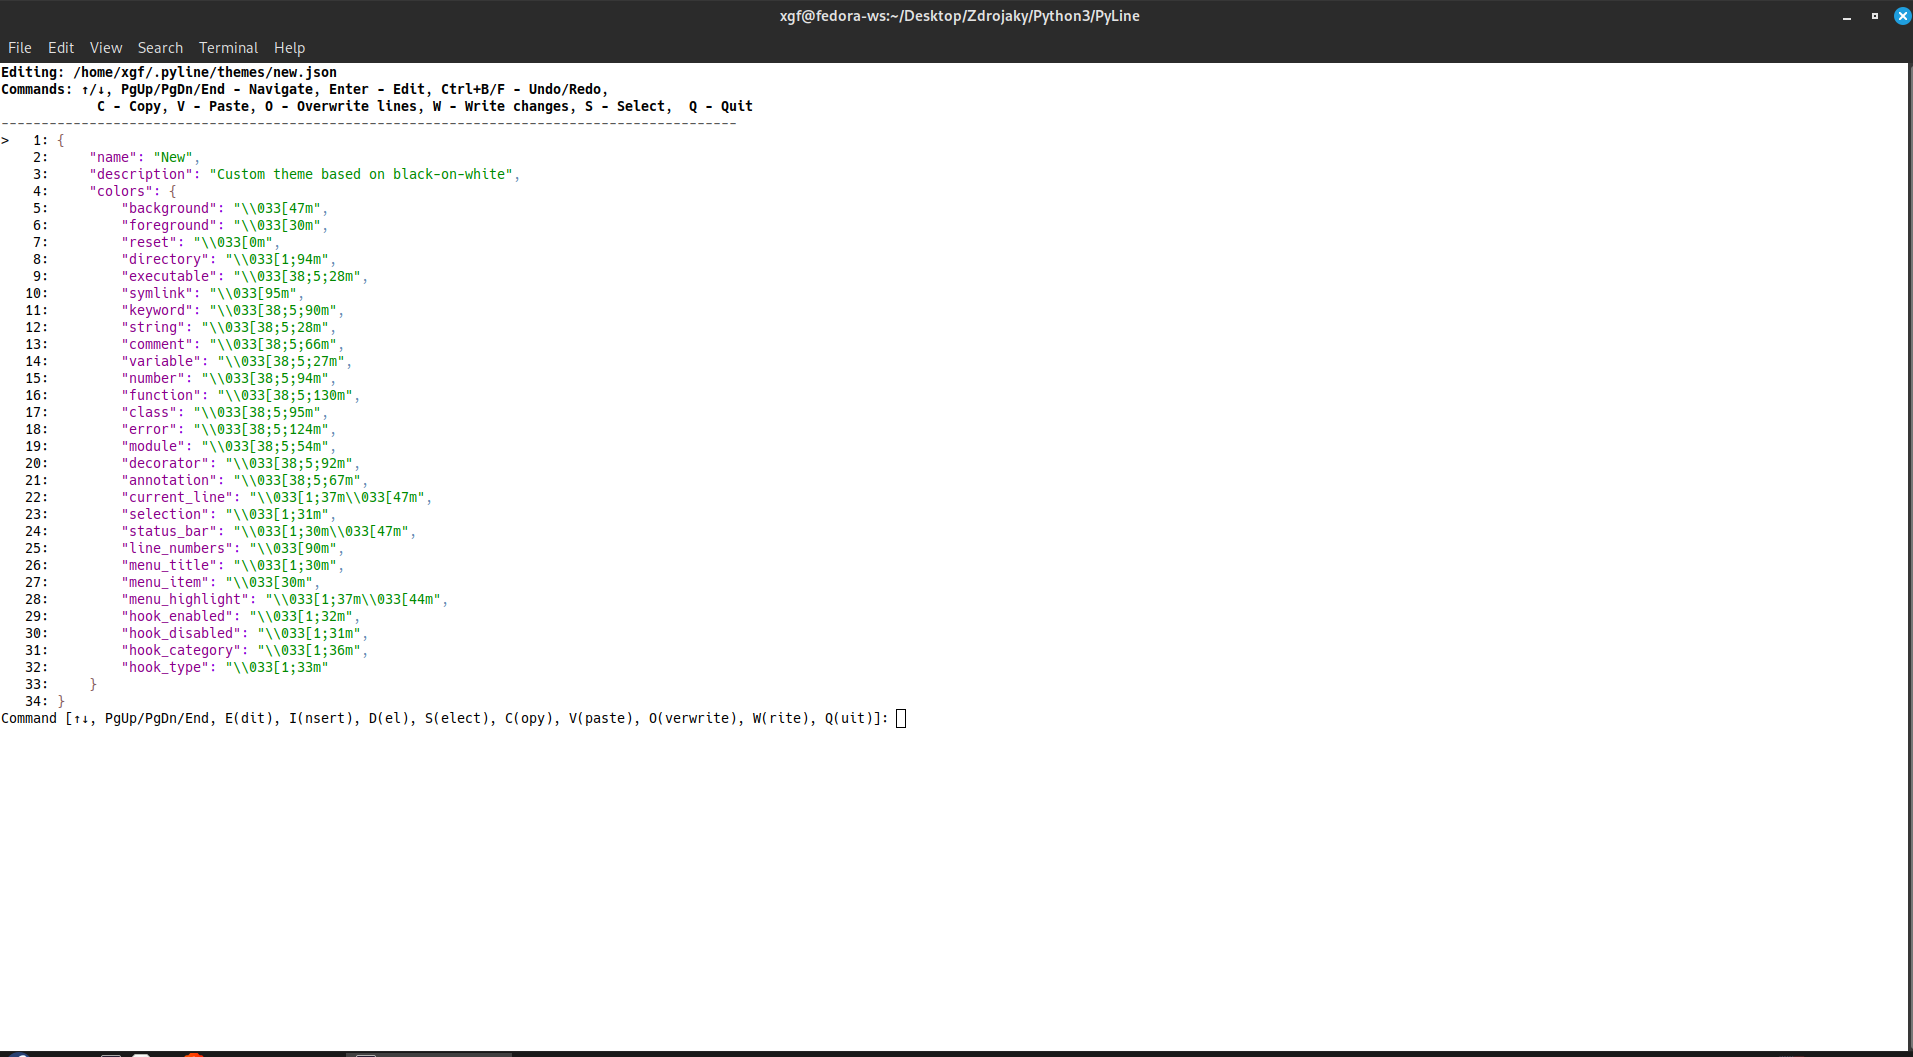 xgf@fedora-ws:~/Desktop/Zdrojaky/Python3/PyLine
File Edit View Search Terminal Help
Editing: /home/xgf/.pyline/themes/new.json
Commands: ↑/↓, PgUp/PgDn/End - Navigate, Enter - Edit, Ctrl+B/F - Undo/Redo,
            C - Copy, V - Paste, O - Overwrite lines, W - Write changes, S - Select,  Q - Quit
--------------------------------------------------------------------------------------------
>   1: {
    2:     "name": "New",
    3:     "description": "Custom theme based on black-on-white",
    4:     "colors": {
    5:         "background": "\\033[47m",
    6:         "foreground": "\\033[30m",
    7:         "reset": "\\033[0m",
    8:         "directory": "\\033[1;94m",
    9:         "executable": "\\033[38;5;28m",
   10:         "symlink": "\\033[95m",
   11:         "keyword": "\\033[38;5;90m",
   12:         "string": "\\033[38;5;28m",
   13:         "comment": "\\033[38;5;66m",
   14:         "variable": "\\033[38;5;27m",
   15:         "number": "\\033[38;5;94m",
   16:         "function": "\\033[38;5;130m",
   17:         "class": "\\033[38;5;95m",
   18:         "error": "\\033[38;5;124m",
   19:         "module": "\\033[38;5;54m",
   20:         "decorator": "\\033[38;5;92m",
   21:         "annotation": "\\033[38;5;67m",
   22:         "current_line": "\\033[1;37m\\033[47m",
   23:         "selection": "\\033[1;31m",
   24:         "status_bar": "\\033[1;30m\\033[47m",
   25:         "line_numbers": "\\033[90m",
   26:         "menu_title": "\\033[1;30m",
   27:         "menu_item": "\\033[30m",
   28:         "menu_highlight": "\\033[1;37m\\033[44m",
   29:         "hook_enabled": "\\033[1;32m",
   30:         "hook_disabled": "\\033[1;31m",
   31:         "hook_category": "\\033[1;36m",
   32:         "hook_type": "\\033[1;33m"
   33:     }
   34: }
Command [↑↓, PgUp/PgDn/End, E(dit), I(nsert), D(el), S(elect), C(opy), V(paste), O(verwrite), W(rite), Q(uit)]: